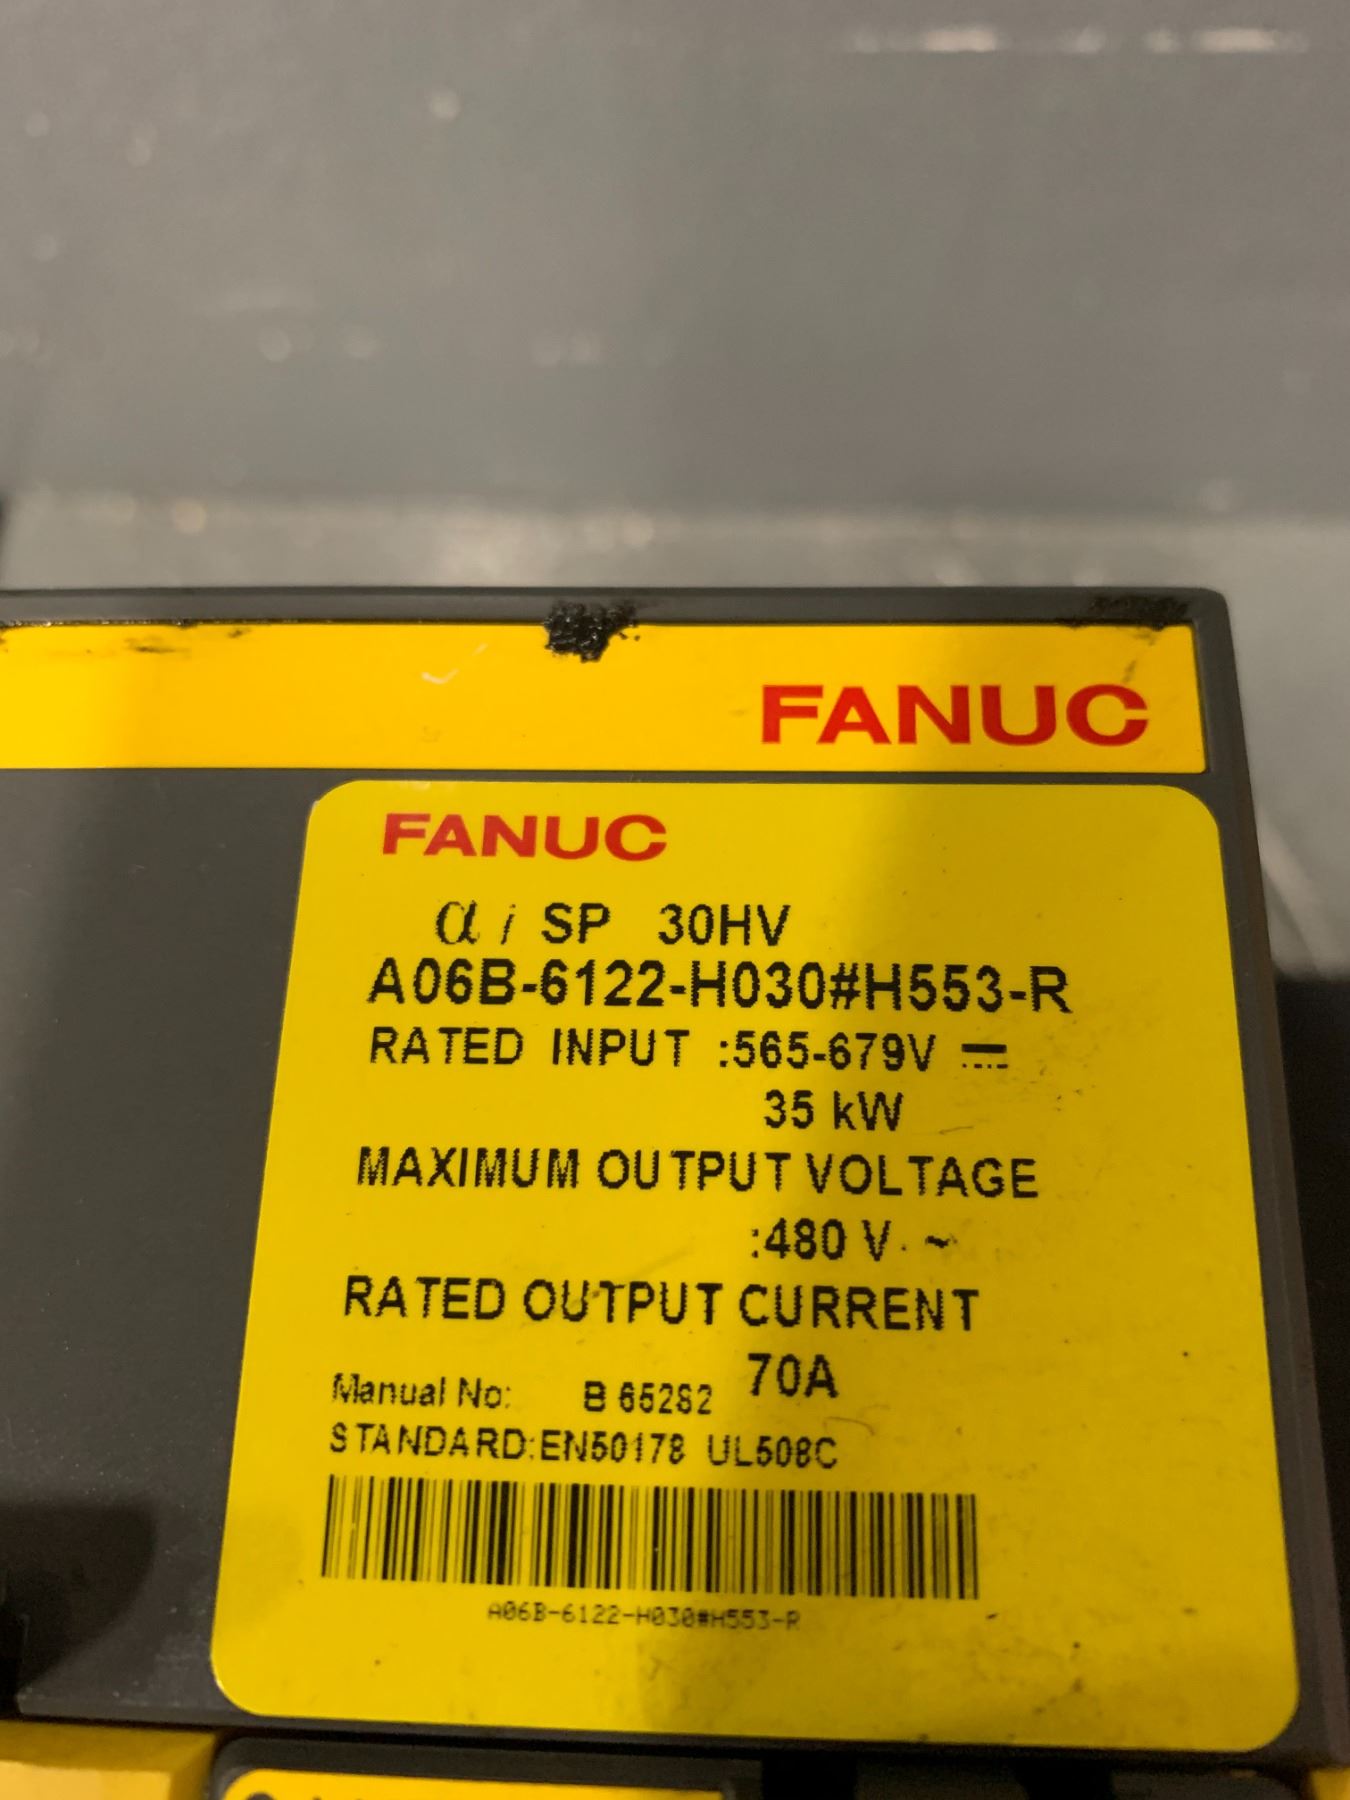 FANUC
FANUC
αi SP 30HV
A06B-6122-H030#H553-R
RATED INPUT :565-679V ⎓
35 kW
MAXIMUM OUTPUT VOLTAGE
:480 V ~
RATED OUTPUT CURRENT
70A
Manual No: B 65282
STANDARD:EN50178 UL508C
A06B-6122-H030#H553-R